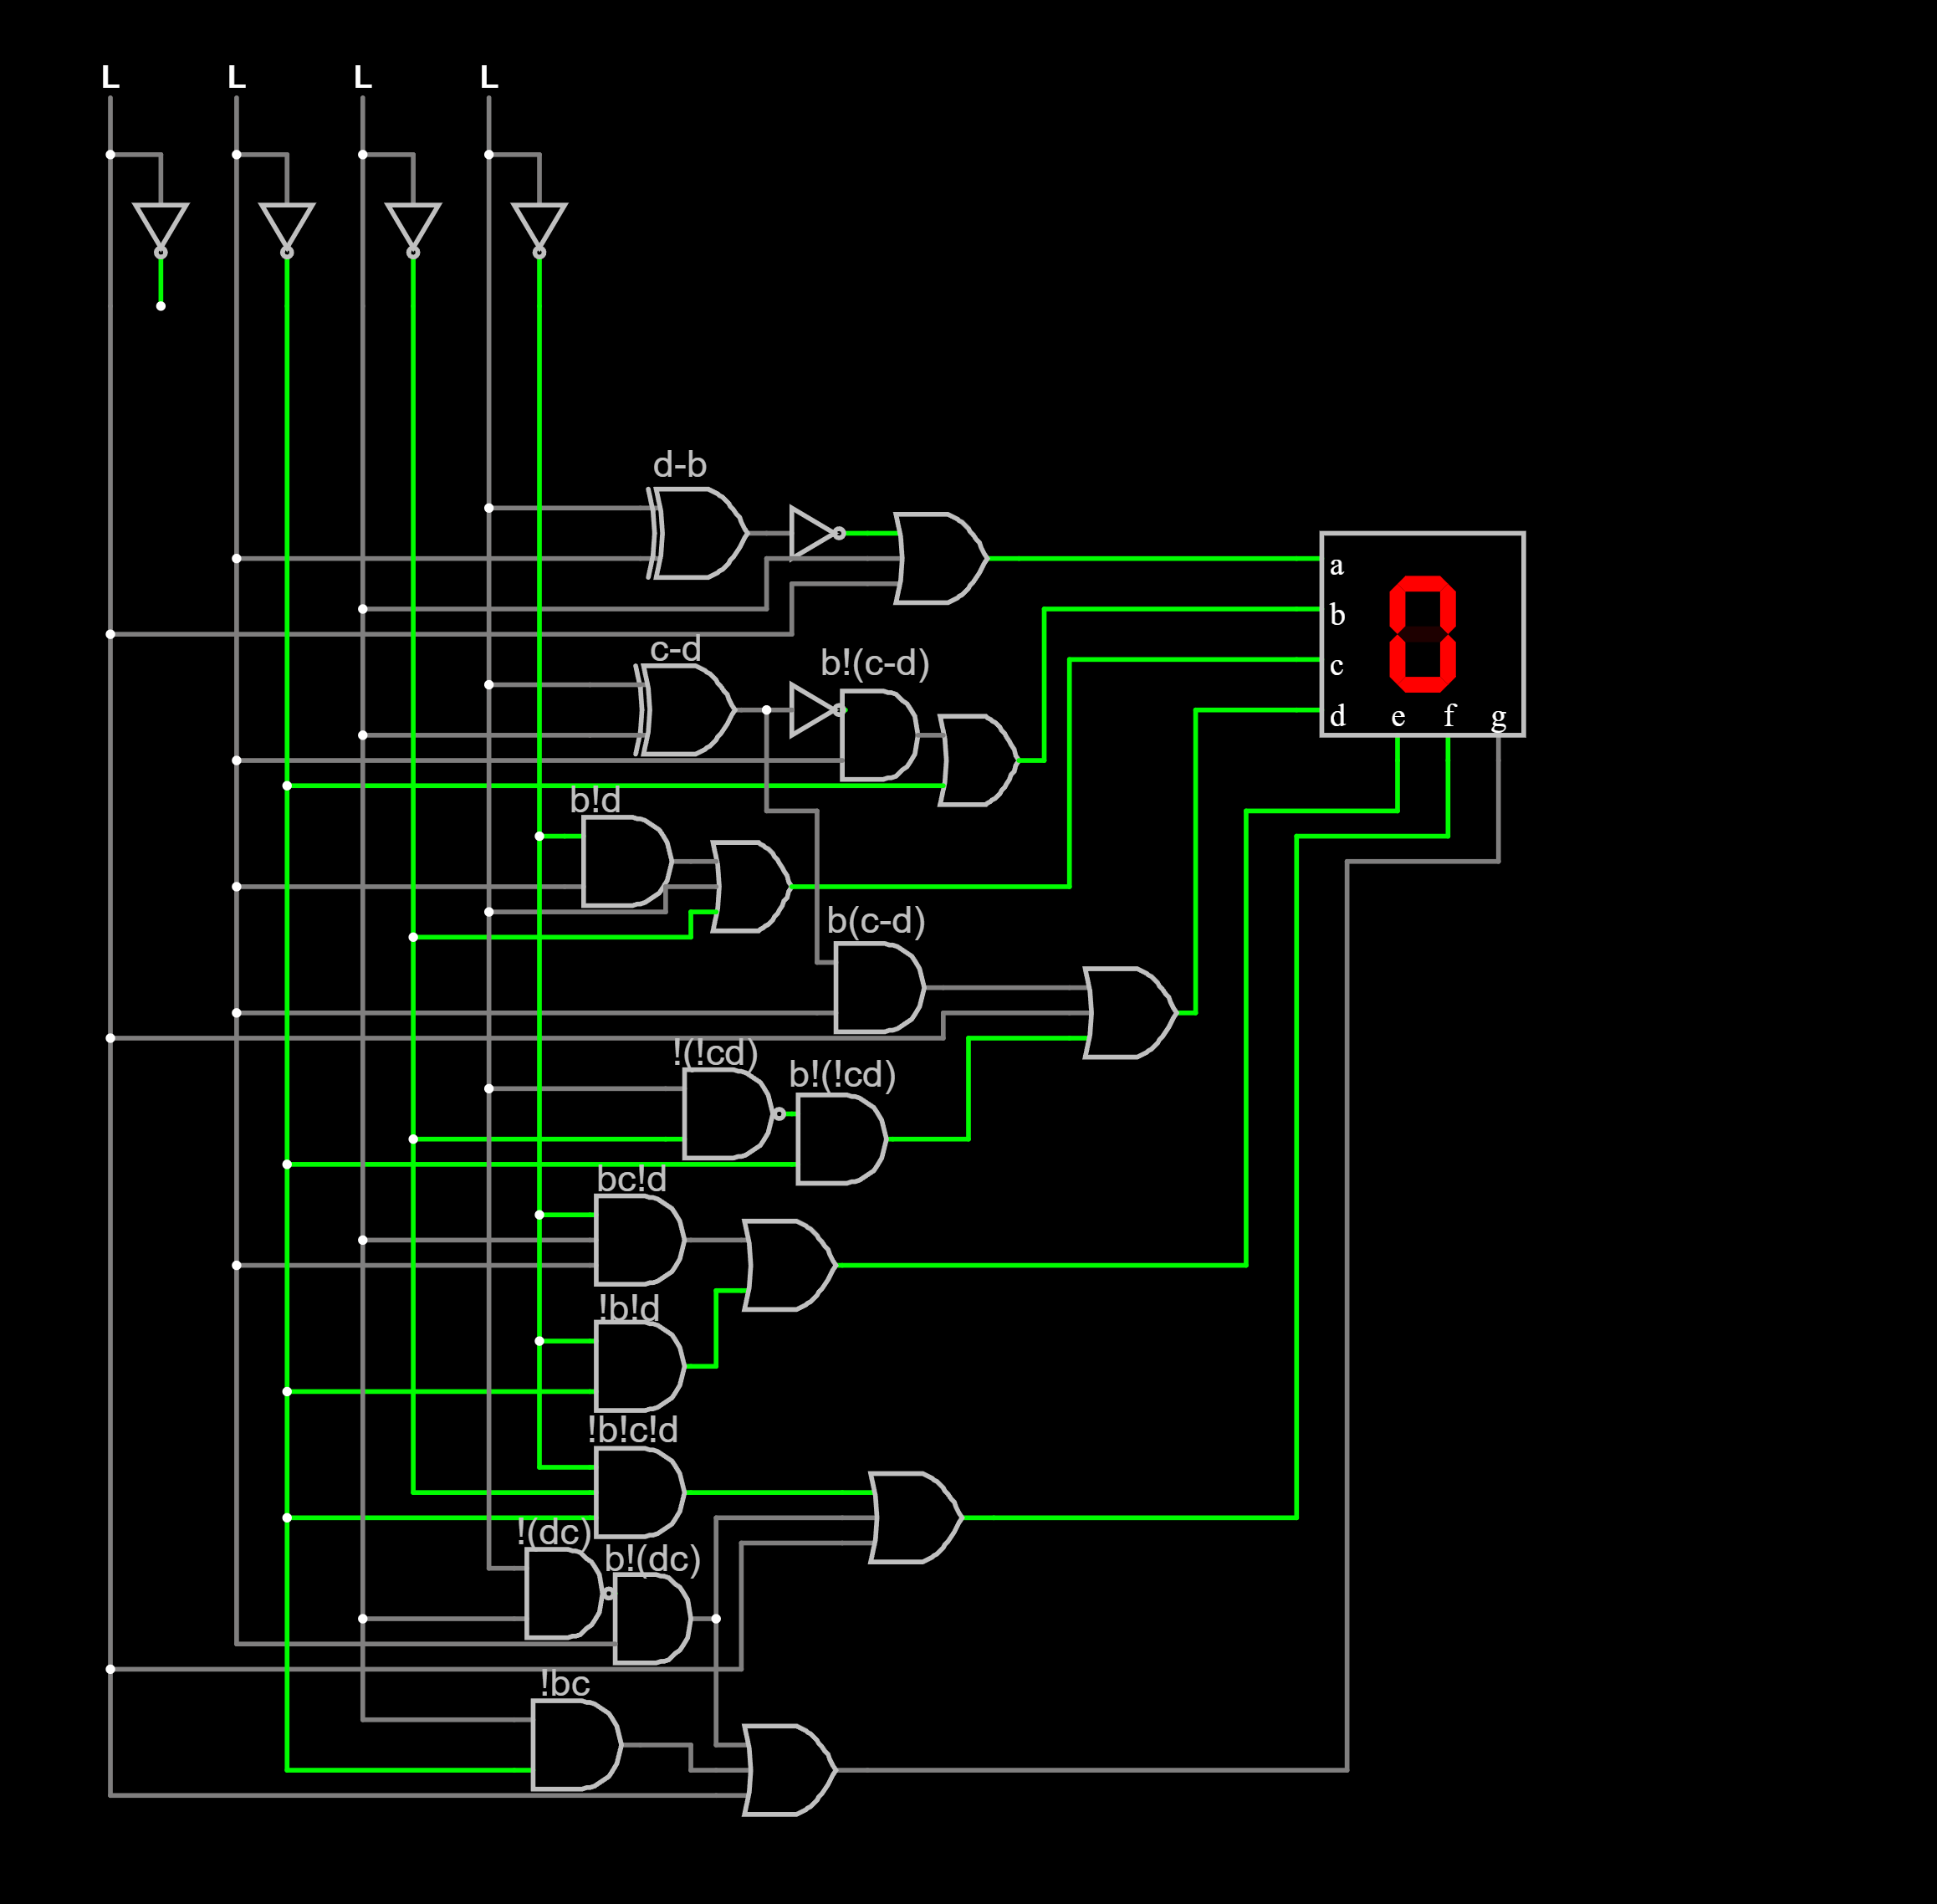 L L L L
d-b
a
b
c-d
b!(c-d)
c
d e f g
b!d
b(c-d)
!(!cd)
b!(!cd)
bc!d
!b!d
!b!c!d
!(dc)
b!(dc)
!bc